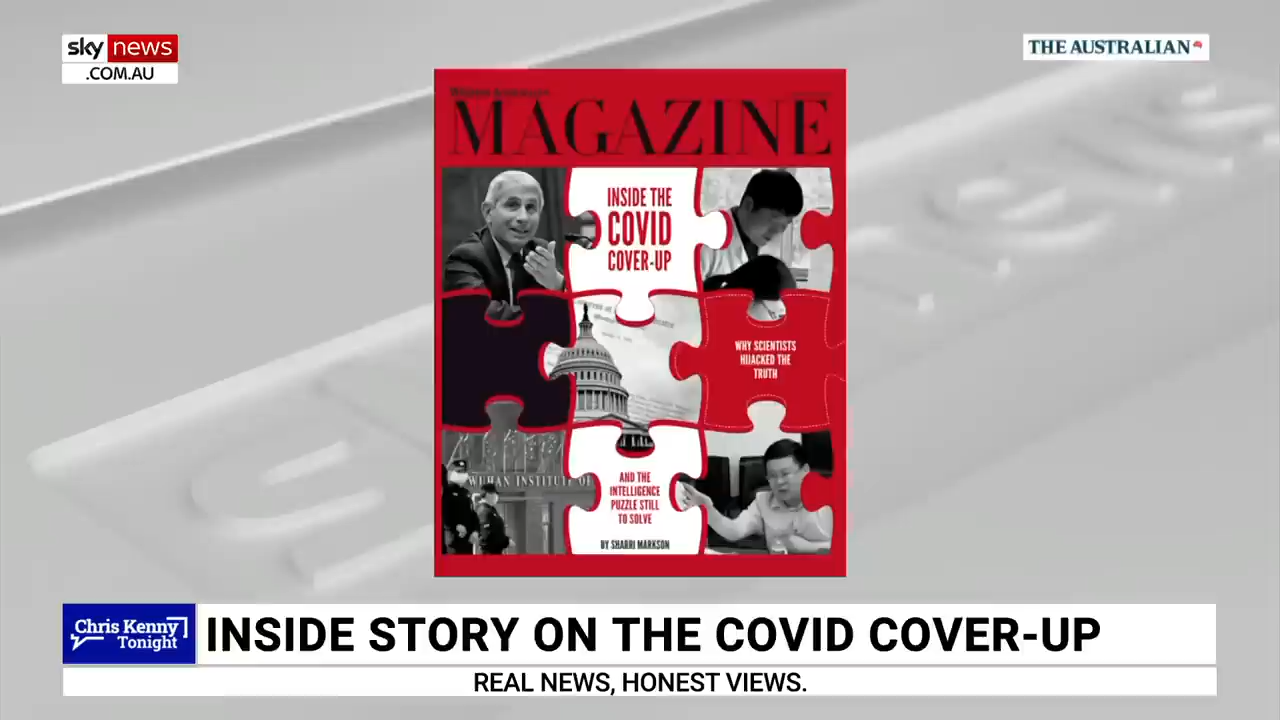 sky news
.COM.AU
THE AUSTRALIAN
MAGAZINE
INSIDE THE
COVID
COVER-UP
WHY SCIENTISTS
HIJACKED THE
TRUTH
WUHAN INSTITUTE OF
AND THE
INTELLIGENCE
PUZZLE STILL
TO SOLVE
BY SHARRI MARKSON
Chris Kenny
Tonight
INSIDE STORY ON THE COVID COVER-UP
REAL NEWS, HONEST VIEWS.